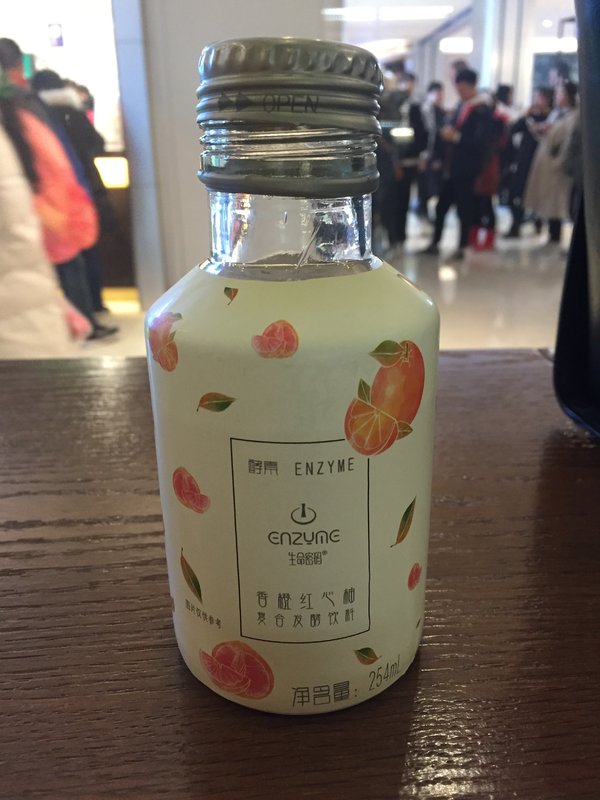 ▶▶ OPEN
酵素 ENZYME
ENZYME
生命密码®
香橙红心柚
复合发酵饮料
图片仅供参考
净含量: 254mL